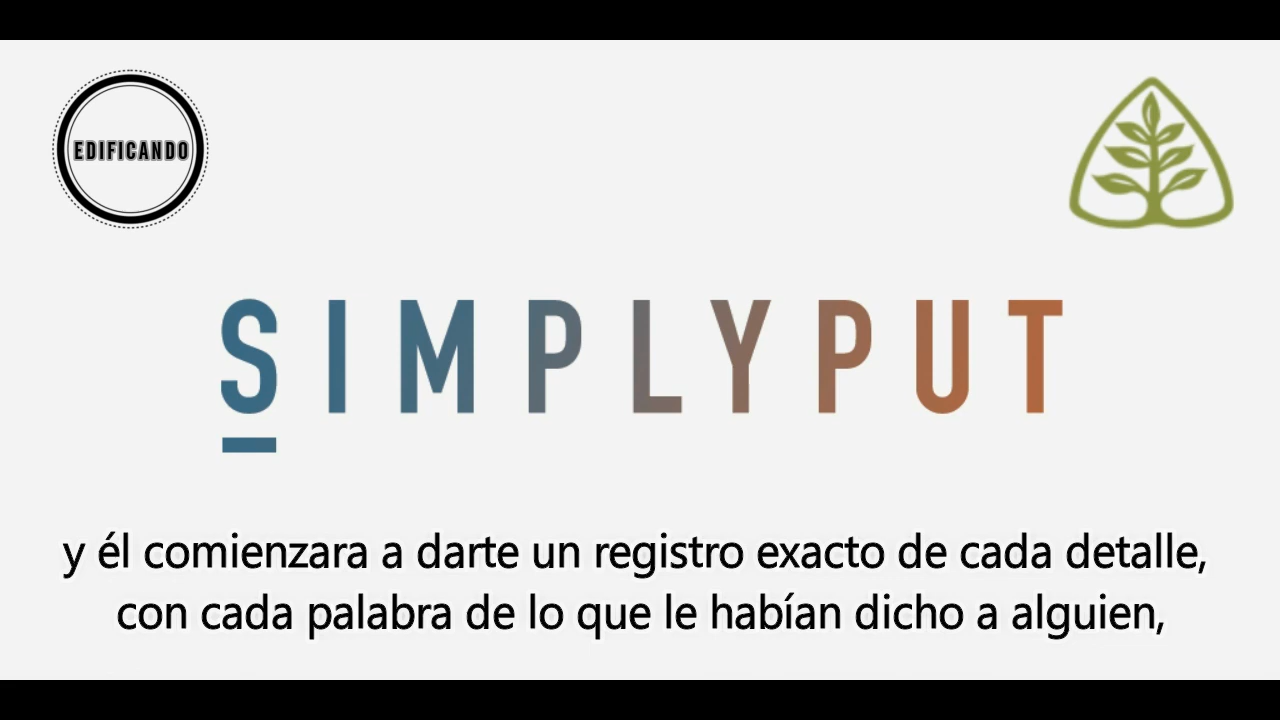 EDIFICANDO
SIMPLYPUT
y él comienzara a darte un registro exacto de cada detalle,
con cada palabra de lo que le habían dicho a alguien,